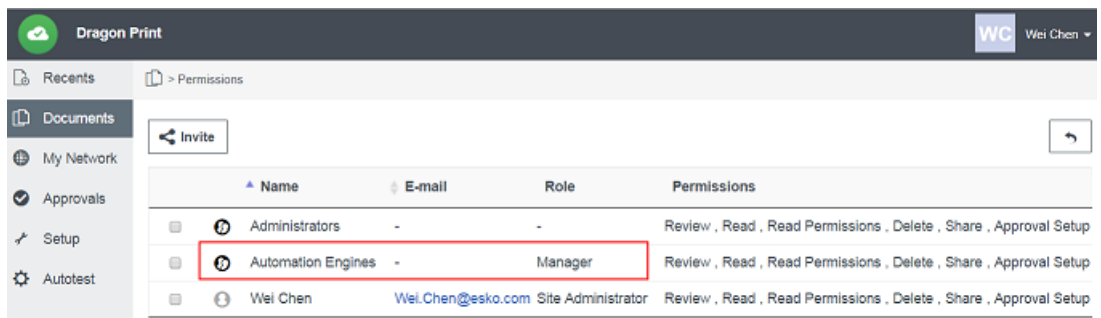 Dragon Print
WC Wei Chen
Recents
> Permissions
Documents
Invite
My Network
Approvals
Setup
Autotest
Name E-mail Role Permissions
Administrators - - Review , Read , Read Permissions , Delete , Share , Approval Setup
Automation Engines - Manager Review , Read , Read Permissions , Delete , Share , Approval Setup
Wei Chen Wei.Chen@esko.com Site Administrator Review , Read , Read Permissions , Delete , Share , Approval Setup